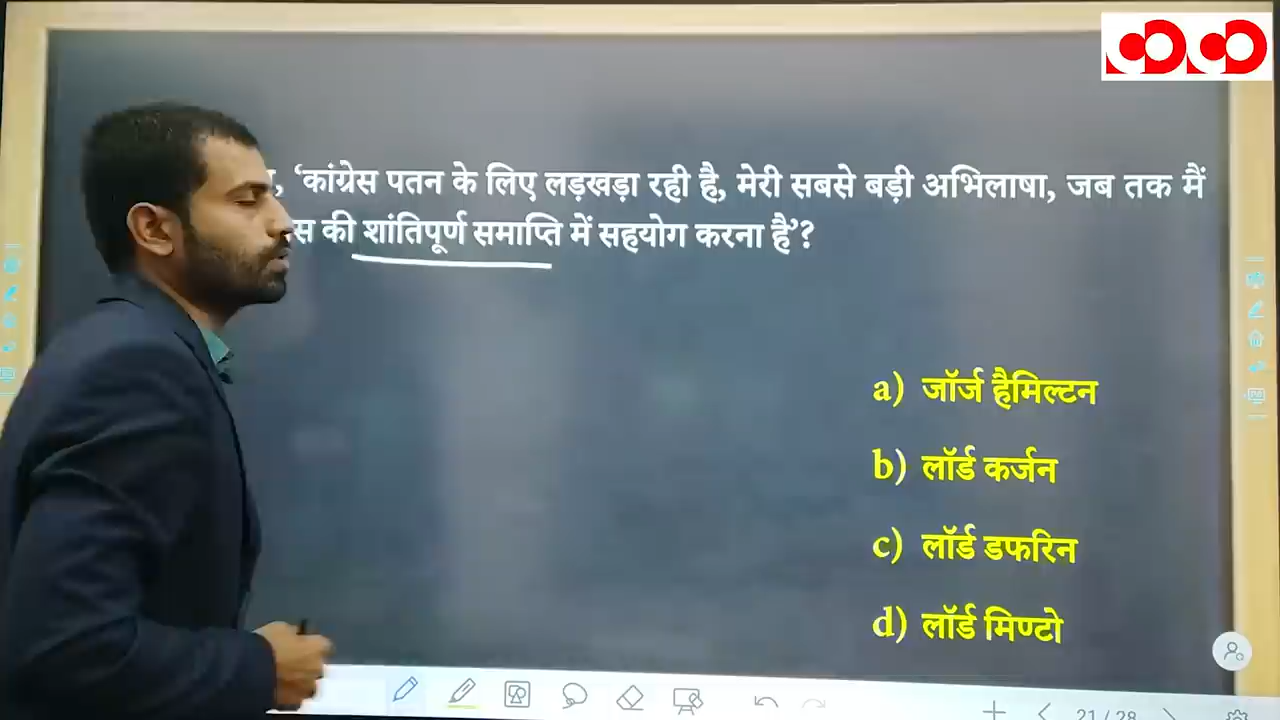 ‘कांग्रेस पतन के लिए लड़खड़ा रही है, मेरी सबसे बड़ी अभिलाषा, जब तक मैं
की शांतिपूर्ण समाप्ति में सहयोग करना है’?
a) जॉर्ज हैमिल्टन
b) लॉर्ड कर्जन
c) लॉर्ड डफरिन
d) लॉर्ड मिण्टो
21/28